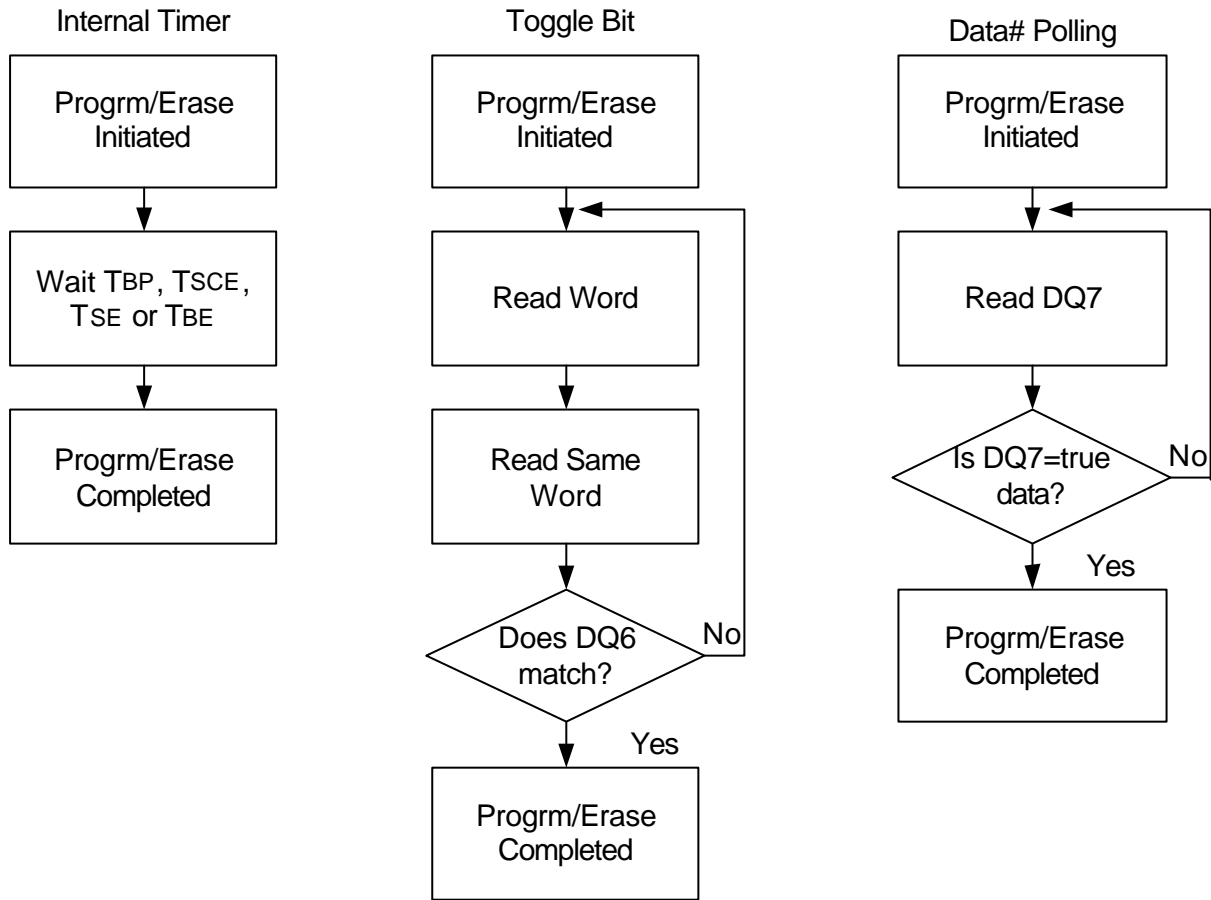 Internal Timer
Progrm/Erase
Initiated
Wait TBP, TSCE,
TSE or TBE
Progrm/Erase
Completed
Toggle Bit
Progrm/Erase
Initiated
Read Word
Read Same
Word
Does DQ6
match?
No
Yes
Progrm/Erase
Completed
Data# Polling
Progrm/Erase
Initiated
Read DQ7
Is DQ7=true
data?
No
Yes
Progrm/Erase
Completed